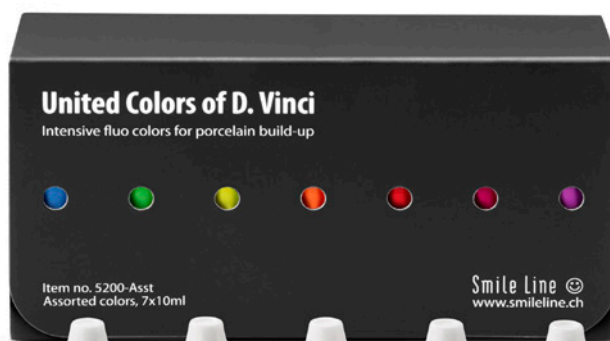 United Colors of D. Vinci
Intensive fluo colors for porcelain build-up
Item no. 5200-Asst
Assorted colors, 7x10ml
Smile Line
www.smileline.ch